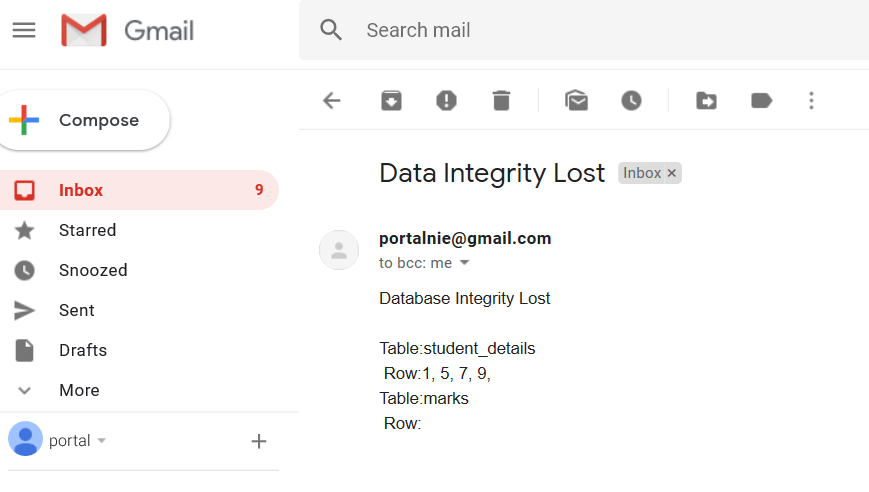 Gmail
Search mail
Compose
Inbox 9
Starred
Snoozed
Sent
Drafts
More
portal
Data Integrity Lost Inbox ×
portalnie@gmail.com
to bcc: me
Database Integrity Lost
Table:student_details
Row:1, 5, 7, 9,
Table:marks
Row: